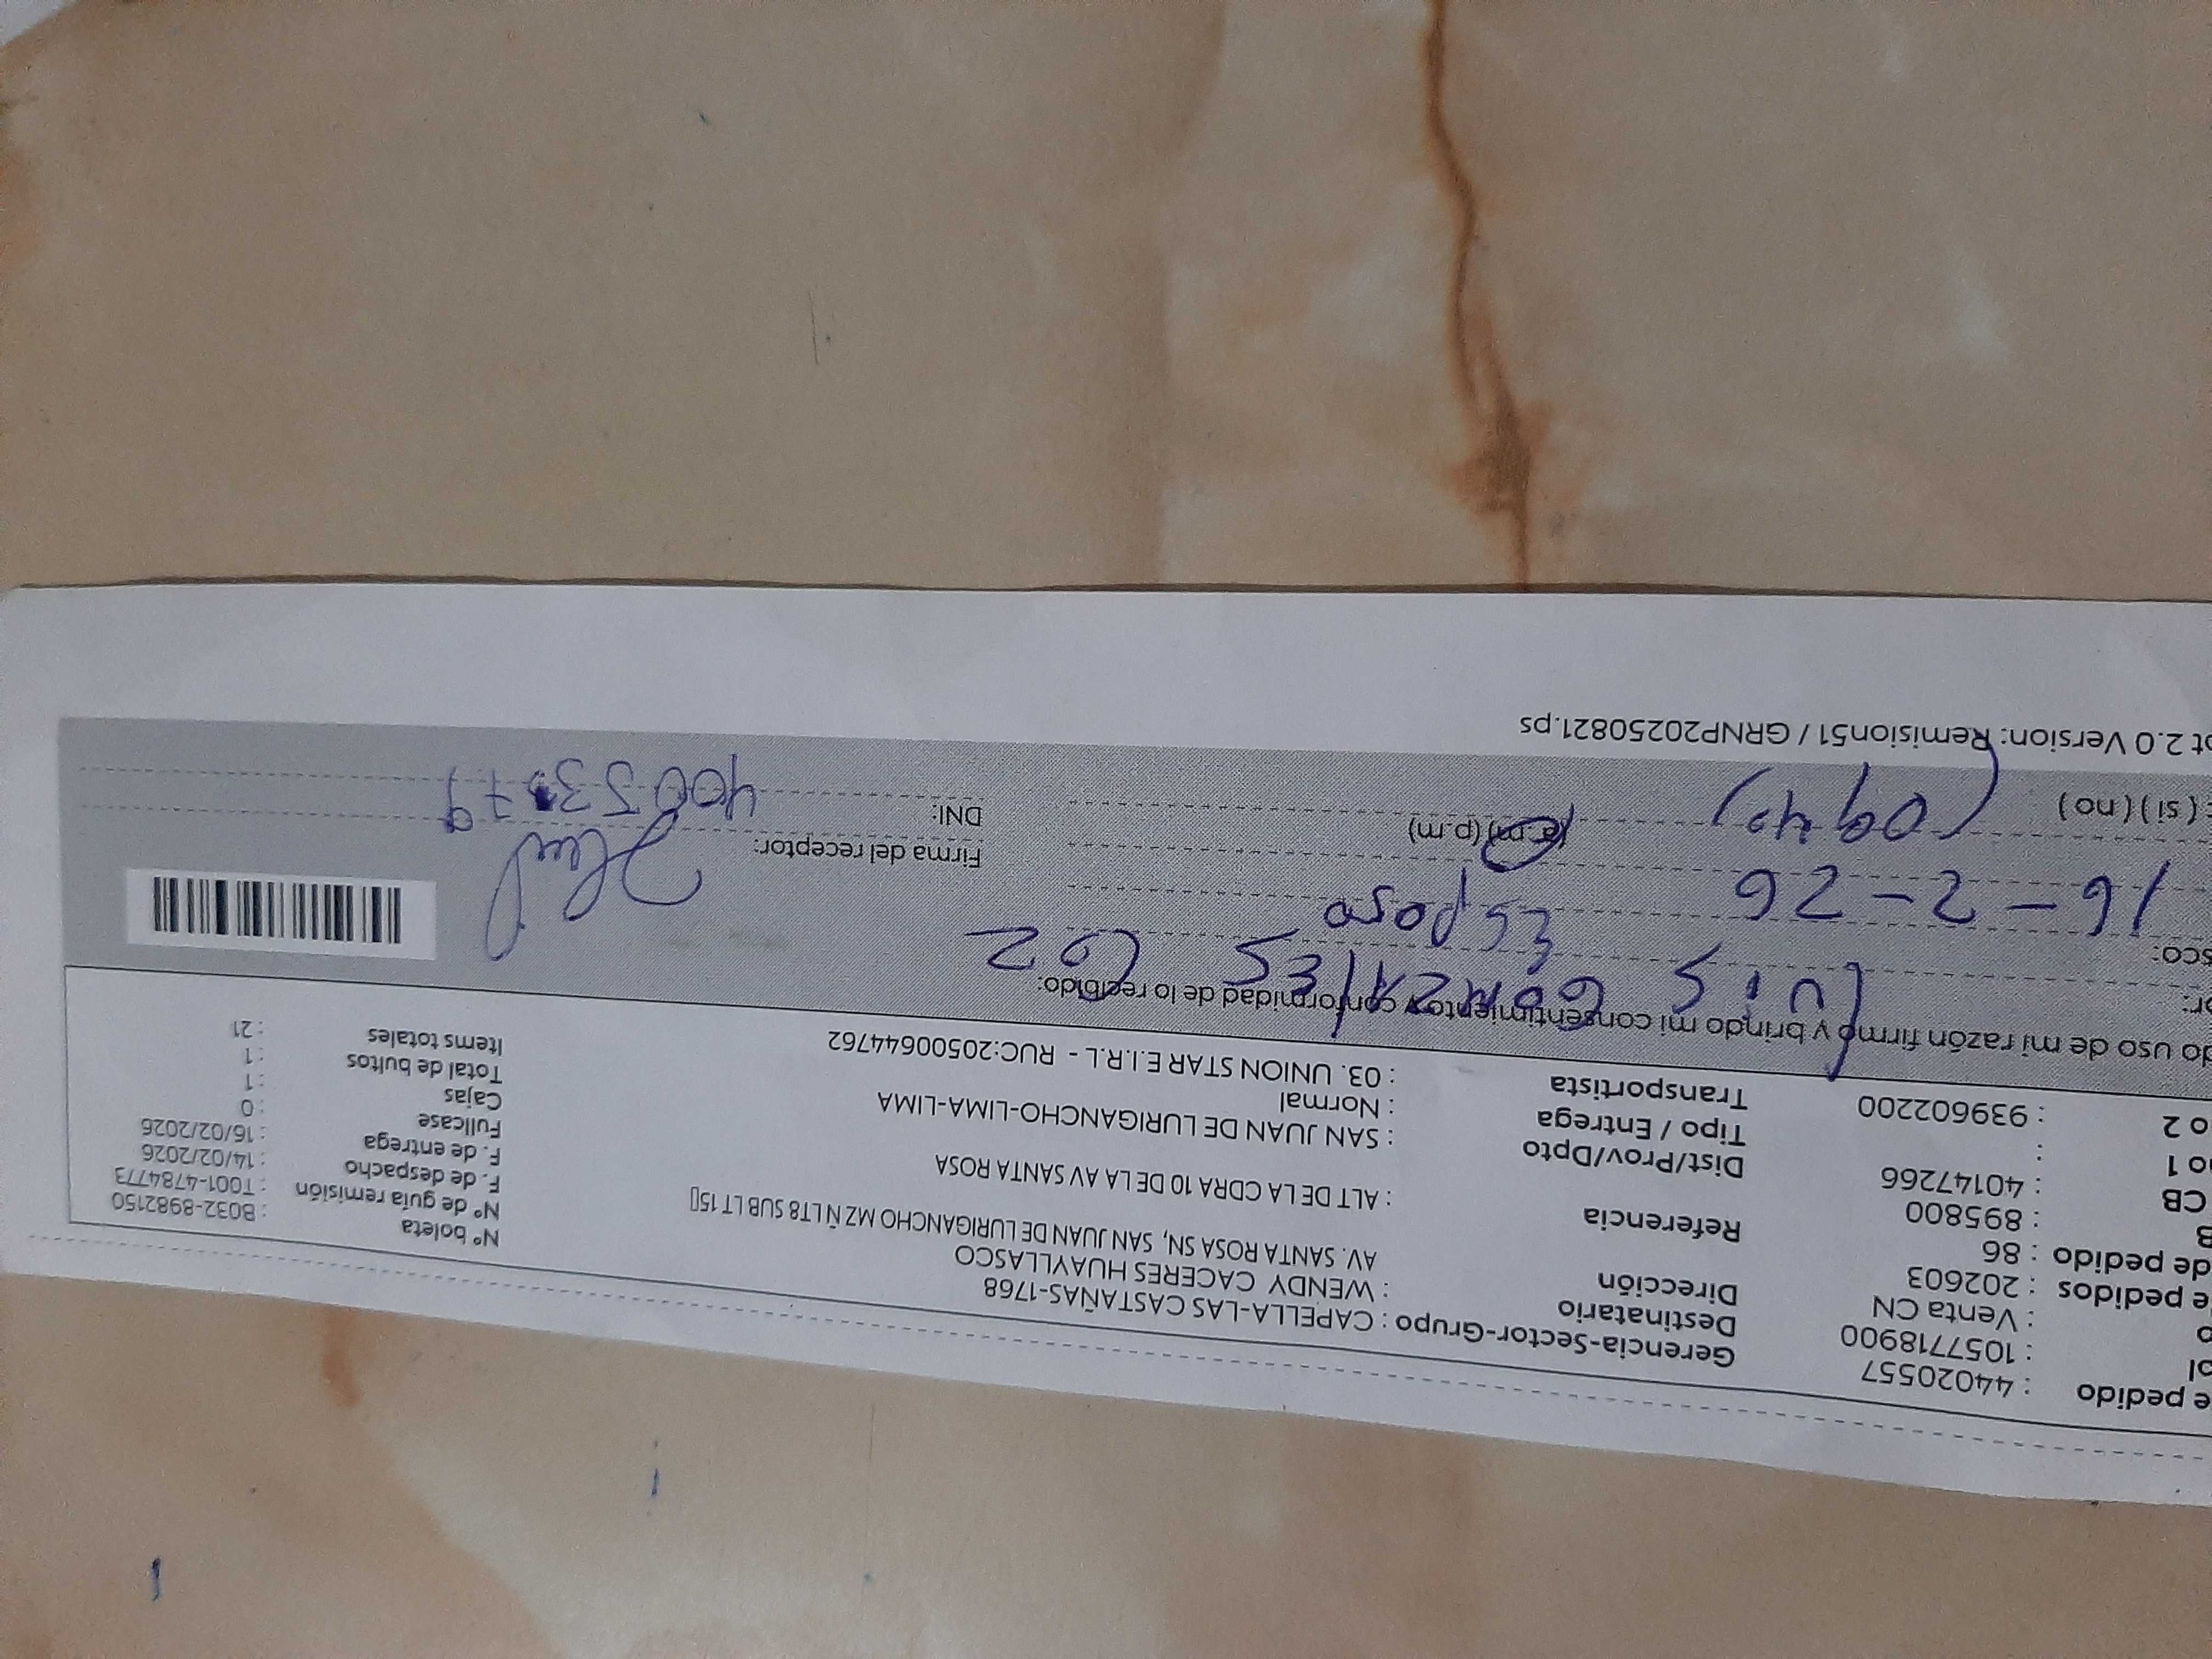 e pedido : 44020557
ol : 1057718900
p : Venta CN
e pedidos : 202603
de pedido : 86
B : 895800
CB : 40147266
o 1 :
o 2 : 939602200
Gerencia-Sector-Grupo : CAPELLA-LAS CASTAÑAS-1768
Destinatario : WENDY CACERES HUAYLLASCO
Dirección AV. SANTA ROSA SN, SAN JUAN DE LURIGANCHO MZ Ñ LT8 SUB LT 15▯
Referencia : ALT DE LA CDRA 10 DE LA AV SANTA ROSA
Dist/Prov/Dpto : SAN JUAN DE LURIGANCHO-LIMA-LIMA
Tipo / Entrega : Normal
Transportista : 03. UNION STAR E.I.R.L - RUC:20500644762
Nº boleta : B032-8982150
Nº de guía remisión : T001-4784773
F. de despacho : 14/02/2026
F. de entrega : 16/02/2026
Fullcase : 0
Cajas : 1
Total de bultos : 1
Items totales : 21
do uso de mi razón firmo y brindo mi consentimiento y conformidad de lo recibido:
or: Luis GONZALES
sco: Esposo
16-2-26
( si ) ( no ) (a.m) (p.m)
Firma del receptor:
DNI:
ot 2.0 Version: Remision51 / GRNP20250821.ps